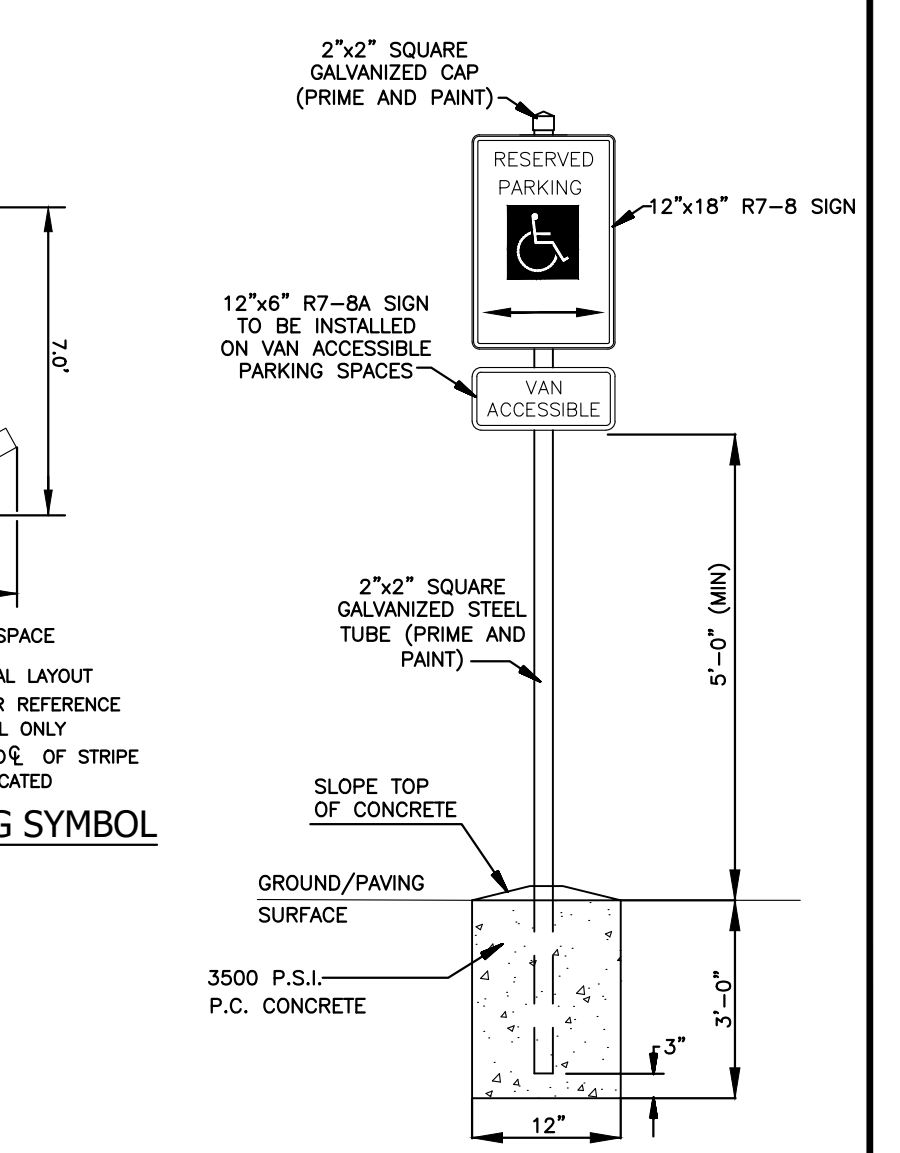 2"x2" SQUARE
GALVANIZED CAP
(PRIME AND PAINT)
RESERVED
PARKING
12"x18" R7-8 SIGN
12"x6" R7-8A SIGN
TO BE INSTALLED
ON VAN ACCESSIBLE
PARKING SPACES
VAN
ACCESSIBLE
7.0'
5'-0" (MIN)
2"x2" SQUARE
GALVANIZED STEEL
TUBE (PRIME AND
PAINT)
SPACE
AL LAYOUT
R REFERENCE
L ONLY
O℄ OF STRIPE
CATED
G SYMBOL
SLOPE TOP
OF CONCRETE
GROUND/PAVING
SURFACE
3500 P.S.I.
P.C. CONCRETE
3'-0"
3"
12"